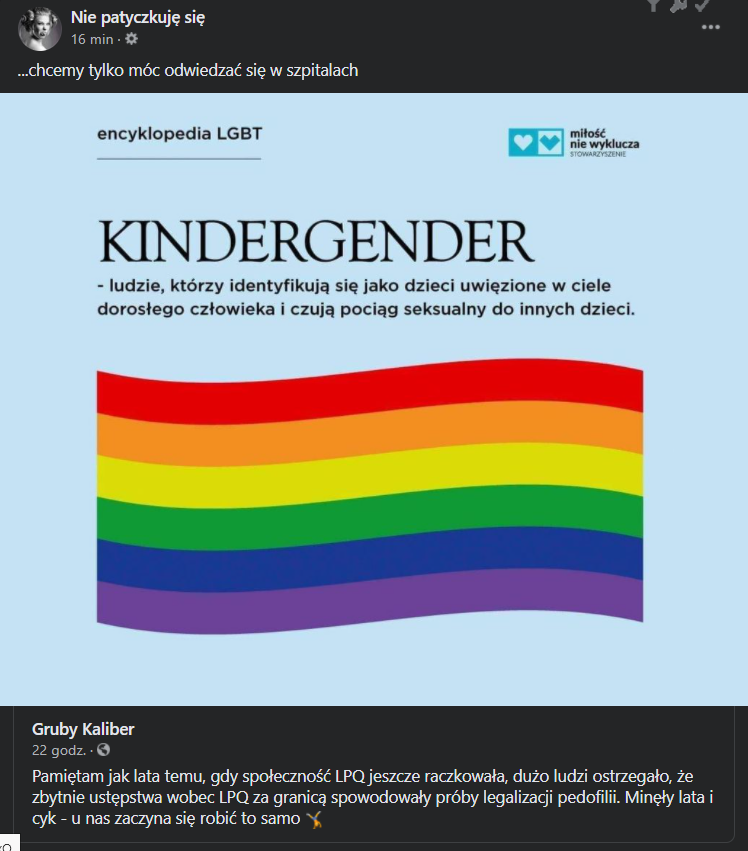 Nie patyczkuję się
16 min ·
...chcemy tylko móc odwiedzać się w szpitalach
encyklopedia LGBT
miłość
nie wyklucza
STOWARZYSZENIE
KINDERGENDER
- ludzie, którzy identyfikują się jako dzieci uwięzione w ciele
dorosłego człowieka i czują pociąg seksualny do innych dzieci.
Gruby Kaliber
22 godz. ·
Pamiętam jak lata temu, gdy społeczność LPQ jeszcze raczkowała, dużo ludzi ostrzegało, że
zbytnie ustępstwa wobec LPQ za granicą spowodowały próby legalizacji pedofilii. Minęły lata i
cyk - u nas zaczyna się robić to samo